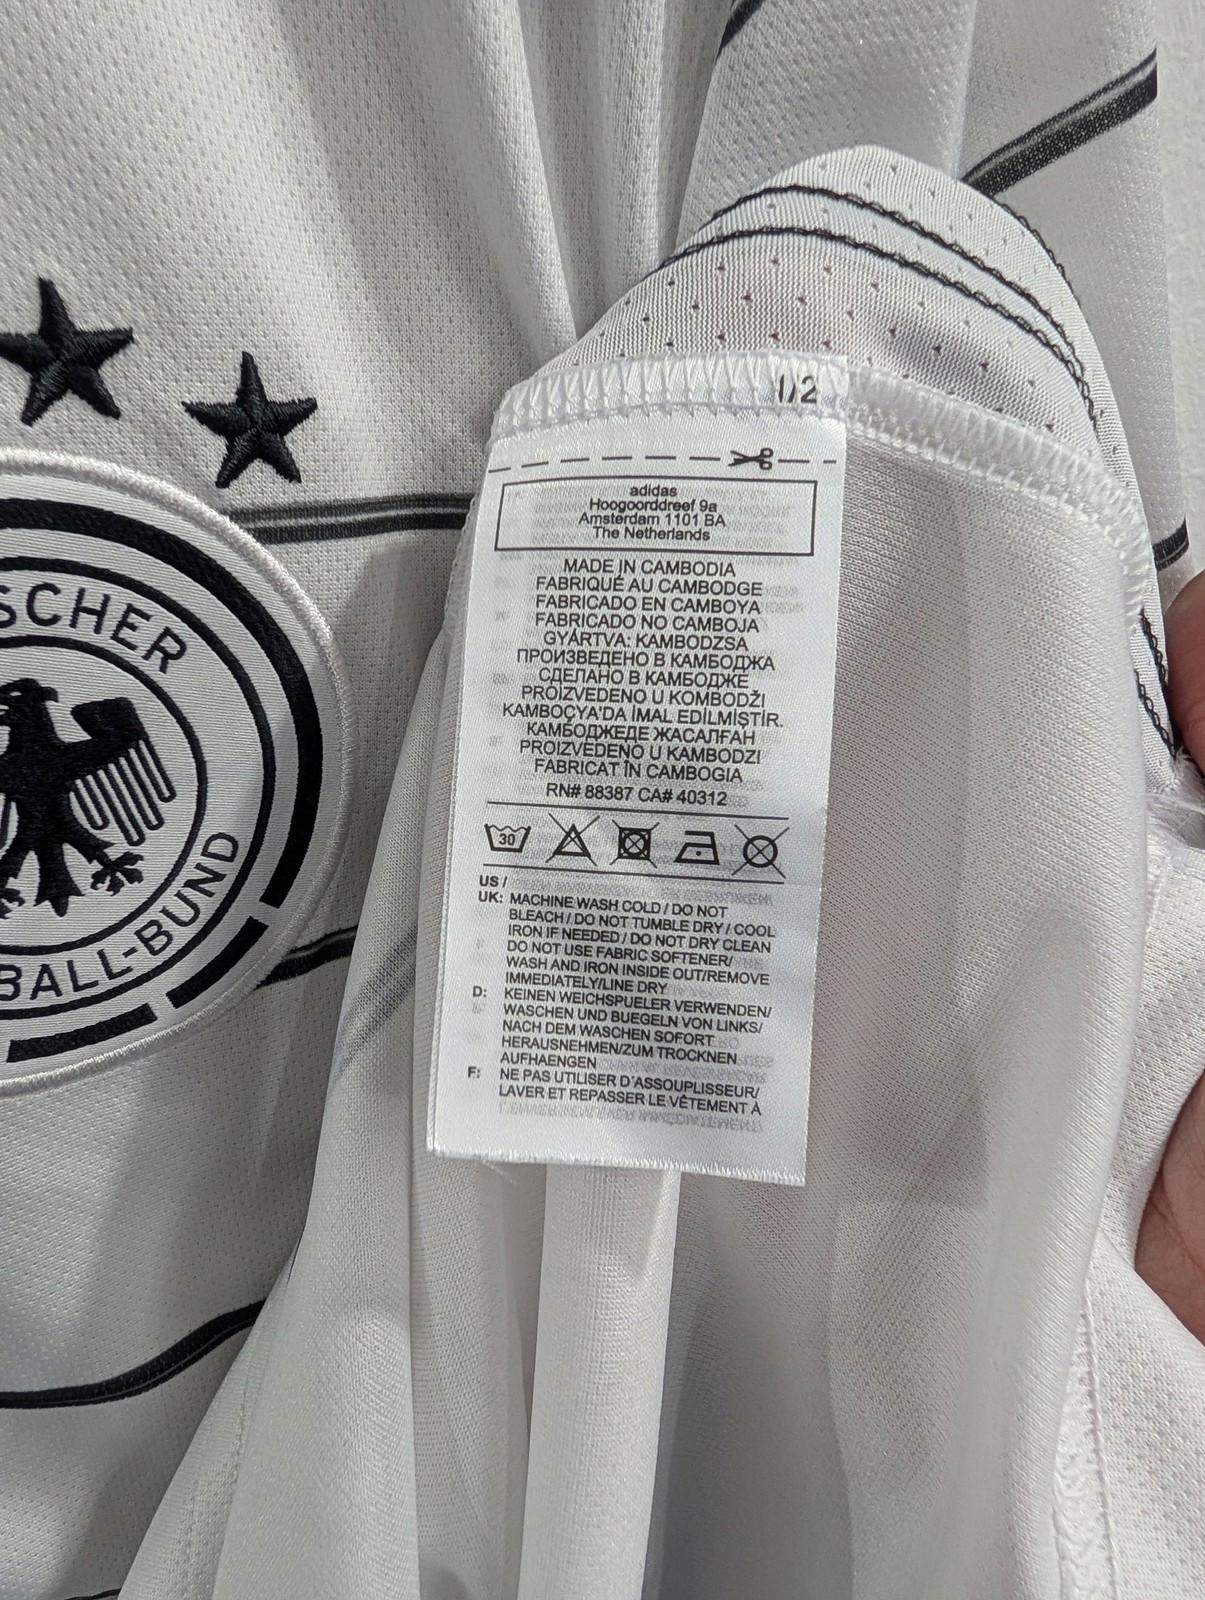 1/2
adidas
Hoogoorddreef 9a
Amsterdam 1101 BA
The Netherlands
MADE IN CAMBODIA
FABRIQUÉ AU CAMBODGE
FABRICADO EN CAMBOYA
FABRICADO NO CAMBOJA
GYÁRTVA: KAMBODZSA
ПРОИЗВЕДЕНО В КАМБОДЖА
СДЕЛАНО В КАМБОДЖЕ
PROIZVEDENO U KOMBODŽI
KAMBOÇYA'DA İMAL EDİLMİŞTİR.
КАМБОДЖЕДЕ ЖАСАЛҒАН
PROIZVEDENO U KAMBODZI
FABRICAT ÎN CAMBOGIA
RN# 88387 CA# 40312
30
US /
UK: MACHINE WASH COLD / DO NOT
BLEACH / DO NOT TUMBLE DRY / COOL
IRON IF NEEDED / DO NOT DRY CLEAN
DO NOT USE FABRIC SOFTENER/
WASH AND IRON INSIDE OUT/REMOVE
IMMEDIATELY/LINE DRY
D: KEINEN WEICHSPUELER VERWENDEN/
WASCHEN UND BUEGELN VON LINKS/
NACH DEM WASCHEN SOFORT
HERAUSNEHMEN/ZUM TROCKNEN
AUFHAENGEN
F: NE PAS UTILISER D'ASSOUPLISSEUR/
LAVER ET REPASSER LE VÊTEMENT À
SCHER
BALL-BUND